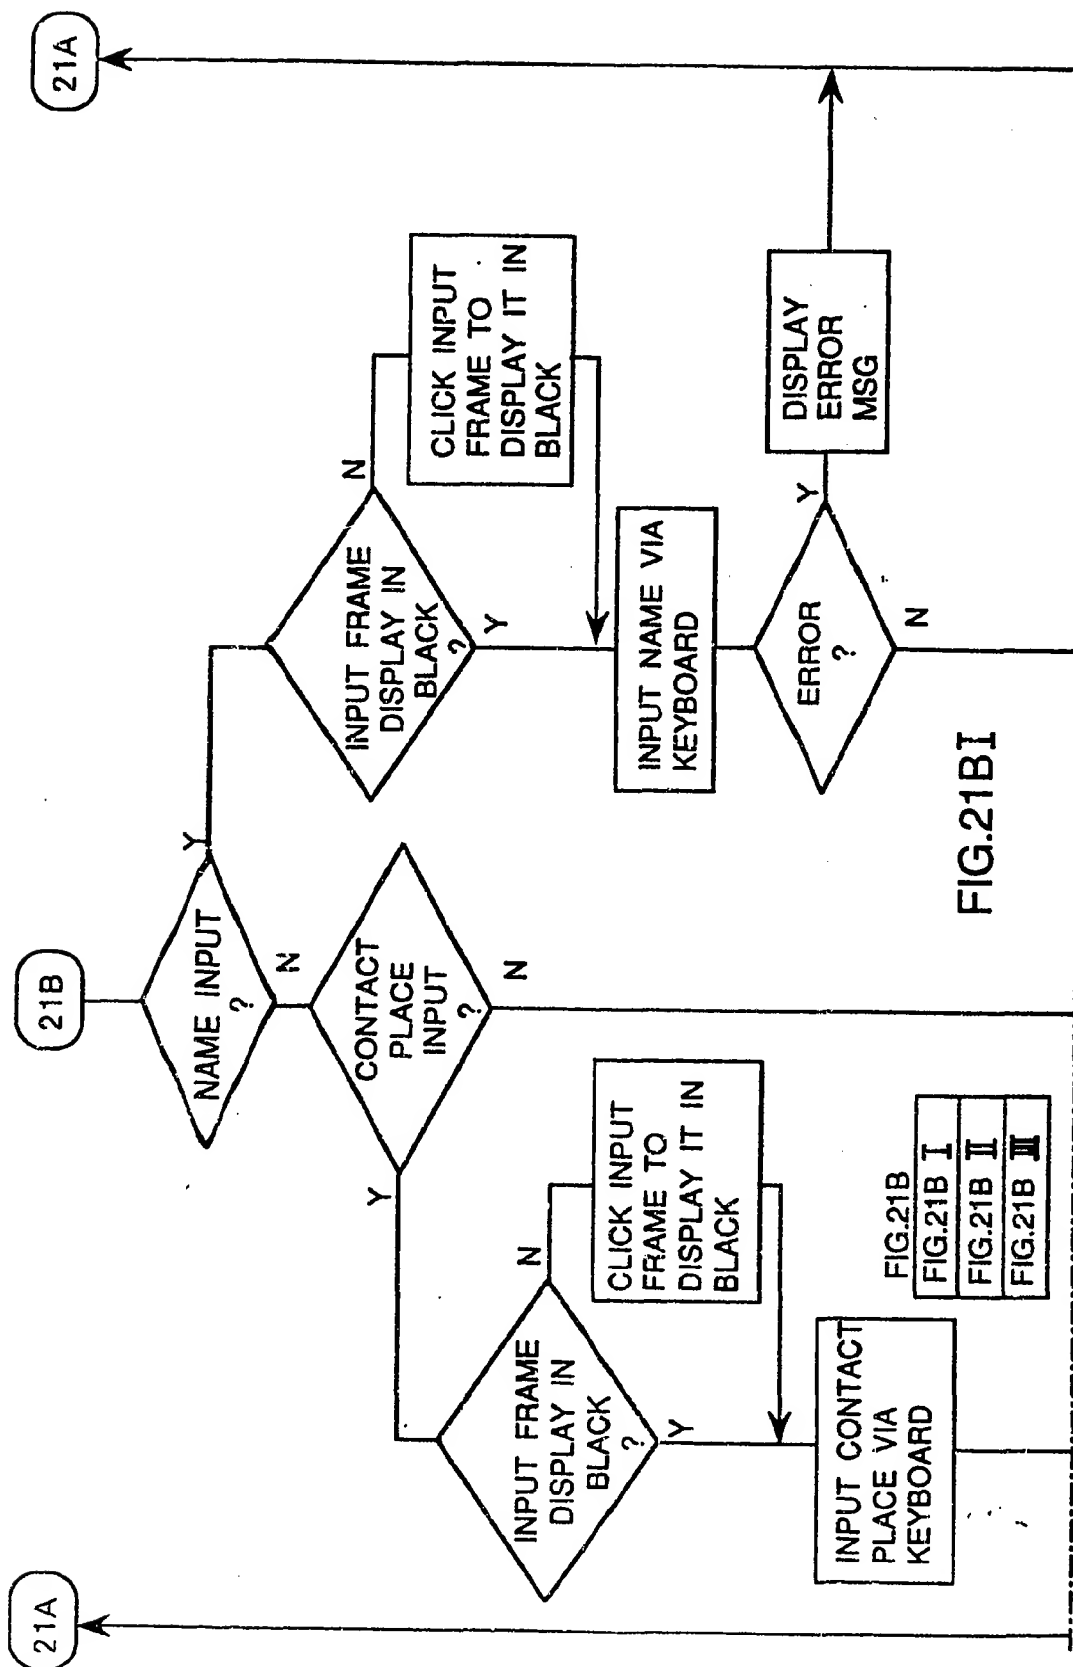 21A
21B
21A
NAME INPUT
?
Y
N
CONTACT
PLACE
INPUT
?
Y
N
INPUT FRAME
DISPLAY IN
BLACK
?
N
Y
CLICK INPUT
FRAME TO
DISPLAY IT IN
BLACK
INPUT CONTACT
PLACE VIA
KEYBOARD
INPUT FRAME
DISPLAY IN
BLACK
?
N
Y
CLICK INPUT
FRAME TO
DISPLAY IT IN
BLACK
INPUT NAME VIA
KEYBOARD
ERROR
?
Y
N
DISPLAY
ERROR
MSG
FIG.21B
FIG.21B I
FIG.21B II
FIG.21B III
FIG.21BI